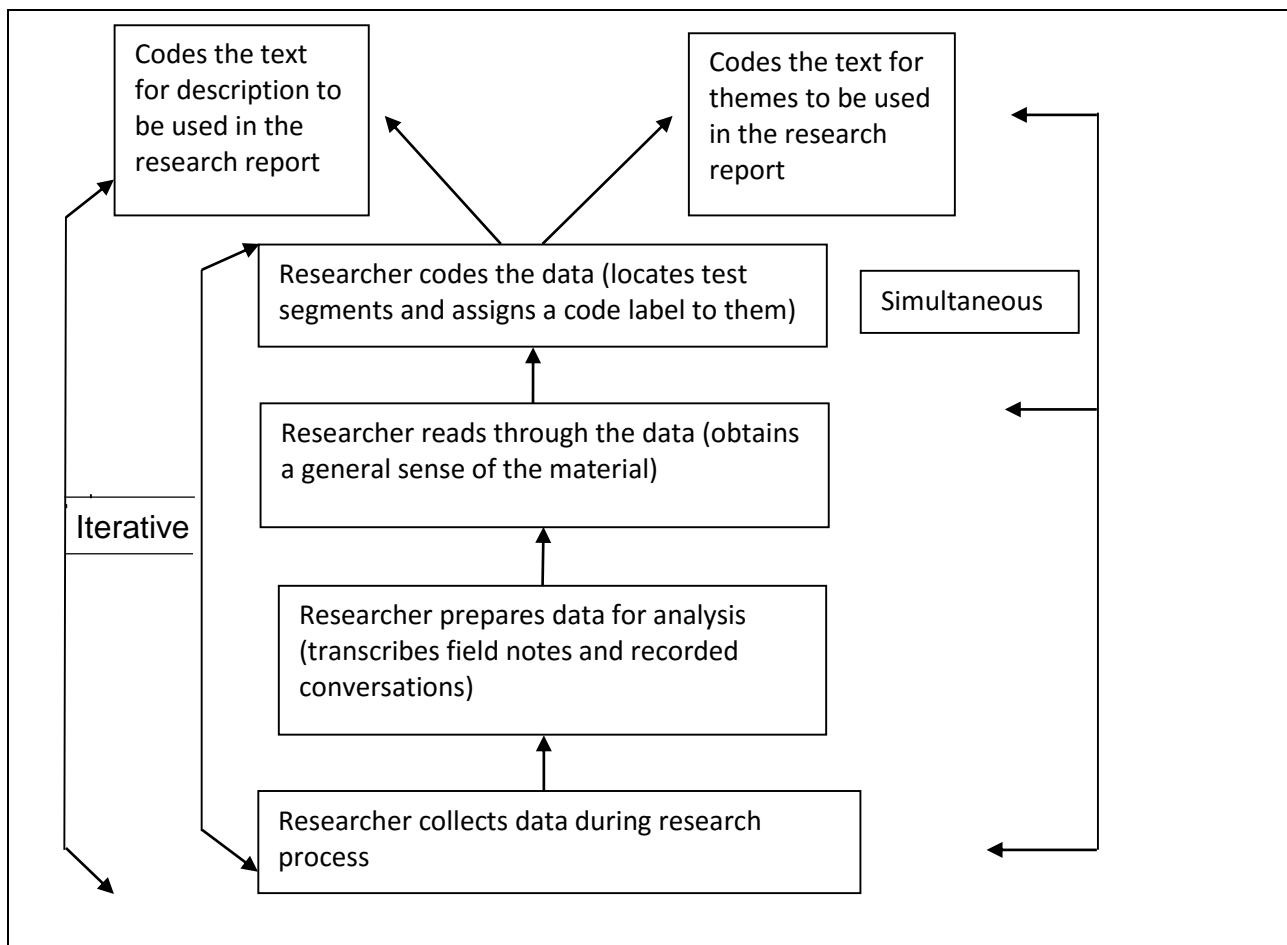 Codes the text
for description to
be used in the
research report
Codes the text for
themes to be used
in the research
report
Researcher codes the data (locates test
segments and assigns a code label to them)
Simultaneous
Researcher reads through the data (obtains
a general sense of the material)
Iterative
Researcher prepares data for analysis
(transcribes field notes and recorded
conversations)
Researcher collects data during research
process